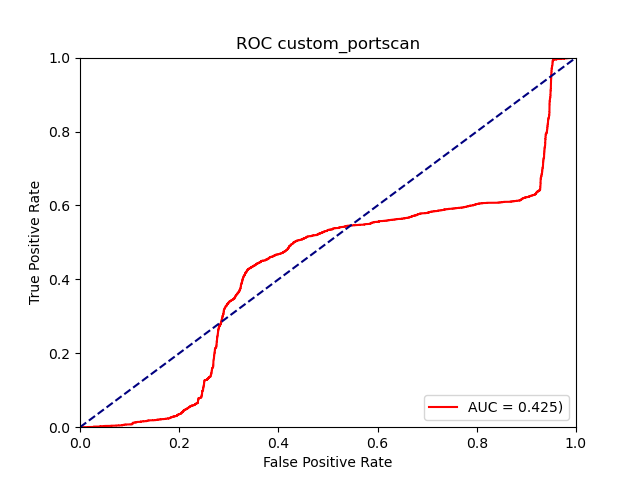 ROC custom_portscan
1.0
0.8
0.6
0.4
0.2
0.0
True Positive Rate
AUC = 0.425)
0.0 0.2 0.4 0.6 0.8 1.0
False Positive Rate